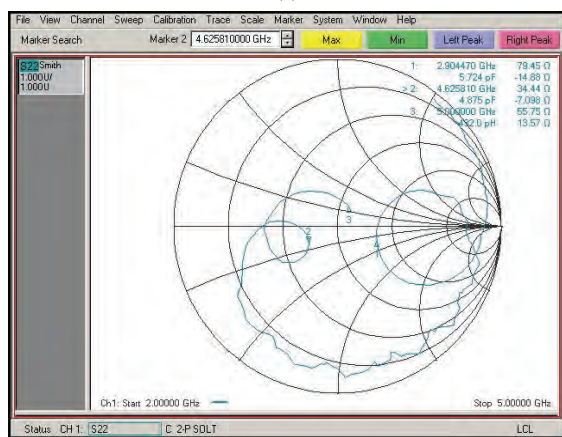 File View Channel Sweep Calibration Trace Scale Marker System Window Help
Marker Search Marker 2 4.625810000 GHz Max Min Left Peak Right Peak
S22 Smith
1.000U/
1.000U
1: 2.904470 GHz 79.45 Ω
5.724 pF -14.88 Ω
> 2: 4.625810 GHz 34.44 Ω
4.875 pF -7.098 Ω
3: 5.000000 GHz 55.75 Ω
432.0 pH 13.57 Ω
2
3
Ch1: Start 2.00000 GHz Stop 5.00000 GHz
Status CH 1: S22 C 2-P SOLT LCL